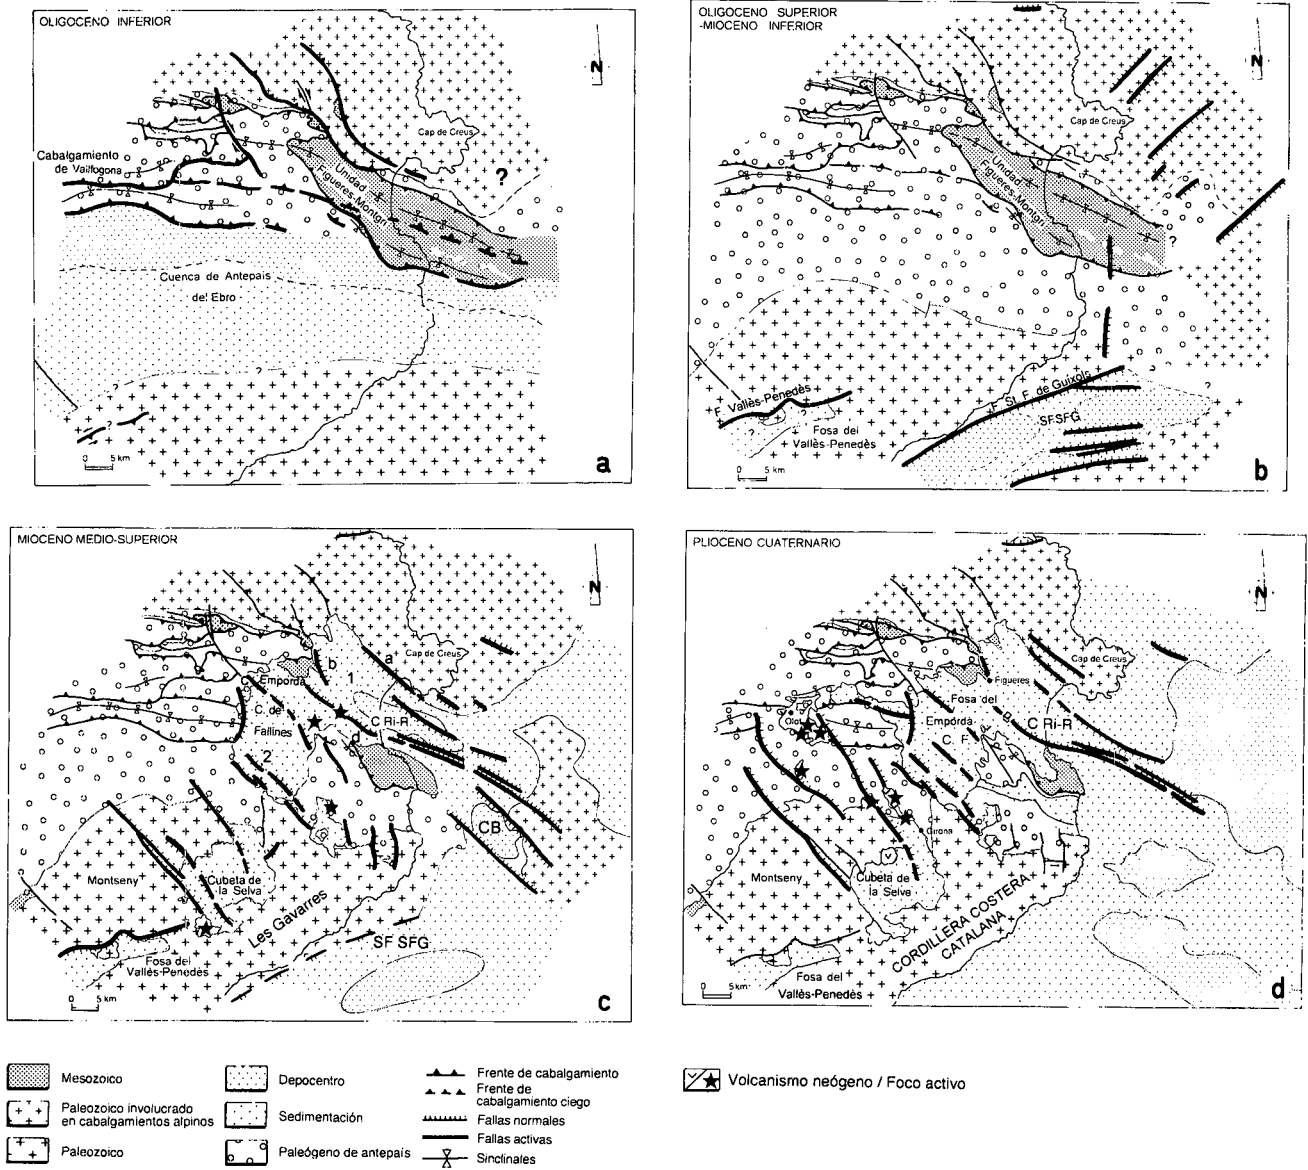 OLIGOCENO INFERIOR
N
Cap de Creus
Cabalgamiento
de Vallfogona
?
Unidad
Figueres-Montgrí
Cuenca de Antepaís
del Ebro
?
?
?
0 5 km
a
OLIGOCENO SUPERIOR
-MIOCENO INFERIOR
N
Cap de Creus
Unidad
Figueres-Montgrí
?
F. Vallès-Penedès
F. St. F. de Guíxols
SFSFG
?
?
?
Fosa del
Vallès-Penedès
0 5 km
b
MIOCENO MEDIO-SUPERIOR
N
a
Cap de Creus
b
1
Empordà
C. de
Fallines
C Ri-R
d
2
CB
Montseny
Cubeta de
la Selva
Les Gavarres
SF SFG
Fosa del
Vallès-Penedès
0 5 km
c
PLIOCENO CUATERNARIO
N
Cap de Creus
Figueres
Fosa del
Olot
Empordà
C Ri-R
C. F.
Girona
Montseny
Cubeta de
la Selva
CORDILLERA COSTERA
CATALANA
Fosa del
Vallès-Penedès
0 5 km
d
Mesozoico
Paleozoico involucrado
en cabalgamientos alpinos
Paleozoico
Depocentro
Sedimentación
Paleógeno de antepaís
Frente de cabalgamiento
Frente de
cabalgamiento ciego
Fallas normales
Fallas activas
Sinclinales
Volcanismo neógeno / Foco activo